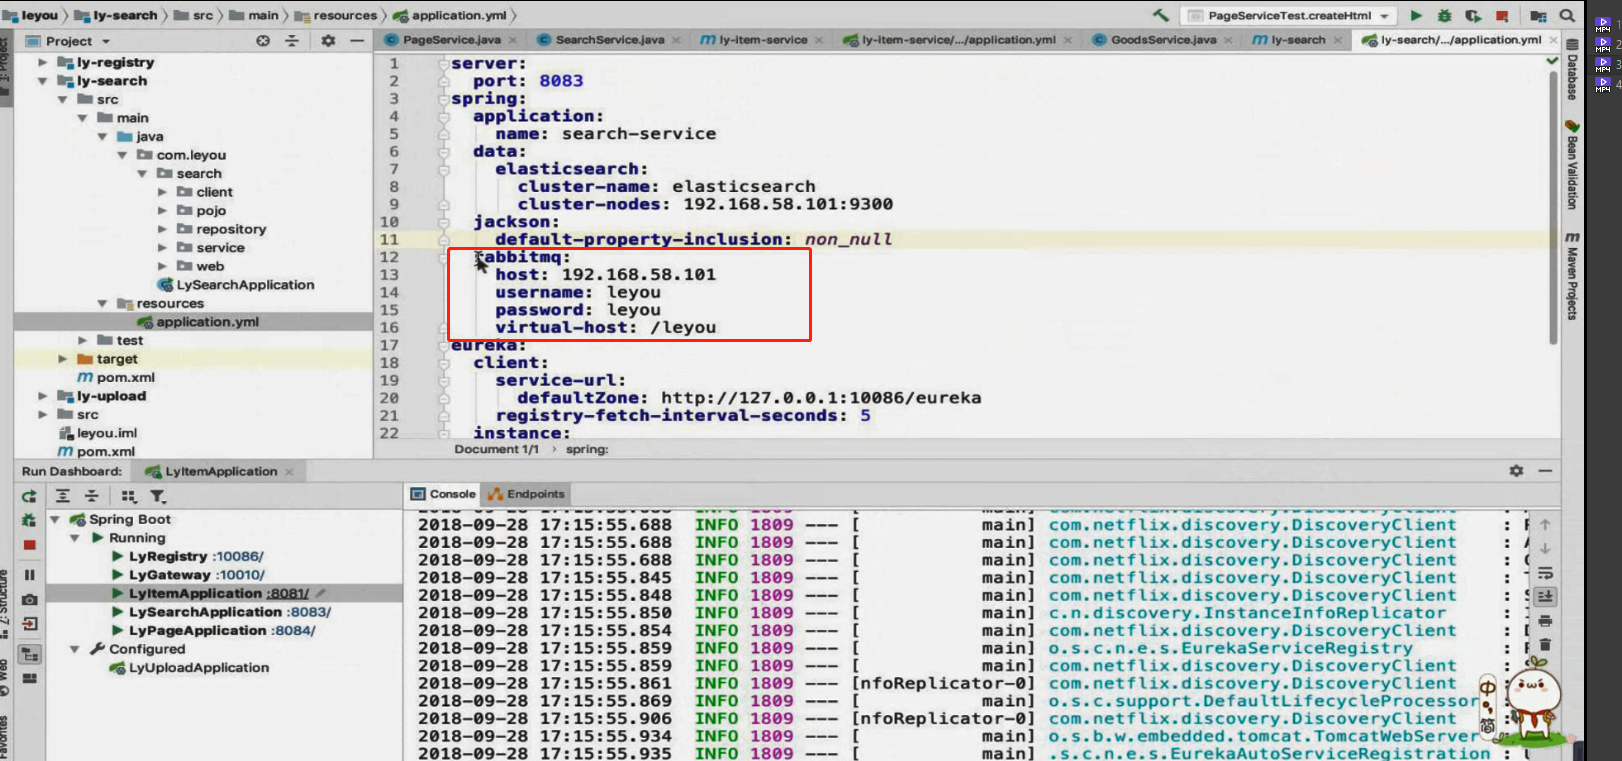 leyou
ly-search
src
main
resources
application.yml
PageServiceTest.createHtml
Project
PageService.java
SearchService.java
ly-item-service
ly-item-service/.../application.yml
GoodsService.java
ly-search
ly-search/.../application.yml
1: Project
ly-registry
ly-search
src
main
java
com.leyou
search
client
pojo
repository
service
web
LySearchApplication
resources
application.yml
test
target
pom.xml
ly-upload
src
leyou.iml
pom.xml
1 server:
2 port: 8083
3 spring:
4 application:
5 name: search-service
6 data:
7 elasticsearch:
8 cluster-name: elasticsearch
9 cluster-nodes: 192.168.58.101:9300
10 jackson:
11 default-property-inclusion: non_null
12 rabbitmq:
13 host: 192.168.58.101
14 username: leyou
15 password: leyou
16 virtual-host: /leyou
17 eureka:
18 client:
19 service-url:
20 defaultZone: http://127.0.0.1:10086/eureka
21 registry-fetch-interval-seconds: 5
22 instance:
Document 1/1
spring:
Database
Bean Validation
Maven Projects
MP4
MP4
MP4
MP4
Run Dashboard:
LyItemApplication
Spring Boot
Running
LyRegistry :10086/
LyGateway :10010/
LyItemApplication :8081/
LySearchApplication :8083/
LyPageApplication :8084/
Configured
LyUploadApplication
Z: Structure
Web
Favorites
Console
Endpoints
2018-09-28 17:15:55.688 INFO 1809 --- [ main] com.netflix.discovery.DiscoveryClient :
2018-09-28 17:15:55.688 INFO 1809 --- [ main] com.netflix.discovery.DiscoveryClient :
2018-09-28 17:15:55.688 INFO 1809 --- [ main] com.netflix.discovery.DiscoveryClient :
2018-09-28 17:15:55.845 INFO 1809 --- [ main] com.netflix.discovery.DiscoveryClient :
2018-09-28 17:15:55.848 INFO 1809 --- [ main] com.netflix.discovery.DiscoveryClient :
2018-09-28 17:15:55.850 INFO 1809 --- [ main] c.n.discovery.InstanceInfoReplicator :
2018-09-28 17:15:55.854 INFO 1809 --- [ main] com.netflix.discovery.DiscoveryClient :
2018-09-28 17:15:55.859 INFO 1809 --- [ main] o.s.c.n.e.s.EurekaServiceRegistry :
2018-09-28 17:15:55.859 INFO 1809 --- [ main] com.netflix.discovery.DiscoveryClient :
2018-09-28 17:15:55.861 INFO 1809 --- [nfoReplicator-0] com.netflix.discovery.DiscoveryClient :
2018-09-28 17:15:55.869 INFO 1809 --- [ main] o.s.c.support.DefaultLifecycleProcessor
2018-09-28 17:15:55.906 INFO 1809 --- [nfoReplicator-0] com.netflix.discovery.DiscoveryClient :
2018-09-28 17:15:55.934 INFO 1809 --- [ main] o.s.b.w.embedded.tomcat.TomcatWebServer
2018-09-28 17:15:55.935 INFO 1809 --- [ main] .s.c.n.e.s.EurekaAutoServiceRegistration :
中
简